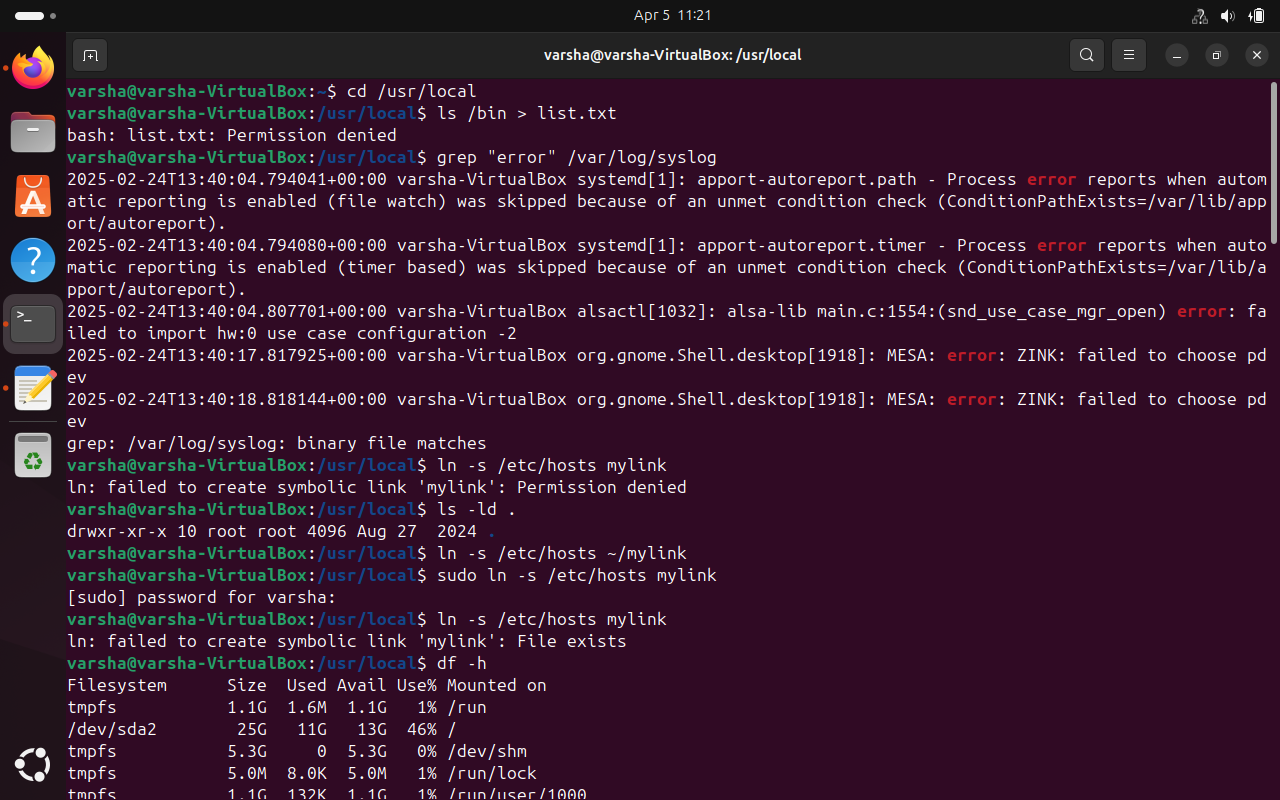 Apr 5 11:21
varsha@varsha-VirtualBox: /usr/local
varsha@varsha-VirtualBox:~$ cd /usr/local
varsha@varsha-VirtualBox:/usr/local$ ls /bin > list.txt
bash: list.txt: Permission denied
varsha@varsha-VirtualBox:/usr/local$ grep "error" /var/log/syslog
2025-02-24T13:40:04.794041+00:00 varsha-VirtualBox systemd[1]: apport-autoreport.path - Process error reports when autom
atic reporting is enabled (file watch) was skipped because of an unmet condition check (ConditionPathExists=/var/lib/app
ort/autoreport).
2025-02-24T13:40:04.794080+00:00 varsha-VirtualBox systemd[1]: apport-autoreport.timer - Process error reports when auto
matic reporting is enabled (timer based) was skipped because of an unmet condition check (ConditionPathExists=/var/lib/a
pport/autoreport).
2025-02-24T13:40:04.807701+00:00 varsha-VirtualBox alsactl[1032]: alsa-lib main.c:1554:(snd_use_case_mgr_open) error: fa
iled to import hw:0 use case configuration -2
2025-02-24T13:40:17.817925+00:00 varsha-VirtualBox org.gnome.Shell.desktop[1918]: MESA: error: ZINK: failed to choose pd
ev
2025-02-24T13:40:18.818144+00:00 varsha-VirtualBox org.gnome.Shell.desktop[1918]: MESA: error: ZINK: failed to choose pd
ev
grep: /var/log/syslog: binary file matches
varsha@varsha-VirtualBox:/usr/local$ ln -s /etc/hosts mylink
ln: failed to create symbolic link 'mylink': Permission denied
varsha@varsha-VirtualBox:/usr/local$ ls -ld .
drwxr-xr-x 10 root root 4096 Aug 27  2024 .
varsha@varsha-VirtualBox:/usr/local$ ln -s /etc/hosts ~/mylink
varsha@varsha-VirtualBox:/usr/local$ sudo ln -s /etc/hosts mylink
[sudo] password for varsha:
varsha@varsha-VirtualBox:/usr/local$ ln -s /etc/hosts mylink
ln: failed to create symbolic link 'mylink': File exists
varsha@varsha-VirtualBox:/usr/local$ df -h
Filesystem      Size  Used Avail Use% Mounted on
tmpfs           1.1G  1.6M  1.1G   1% /run
/dev/sda2        25G   11G   13G  46% /
tmpfs           5.3G     0  5.3G   0% /dev/shm
tmpfs           5.0M  8.0K  5.0M   1% /run/lock
tmpfs           1.1G  132K  1.1G   1% /run/user/1000